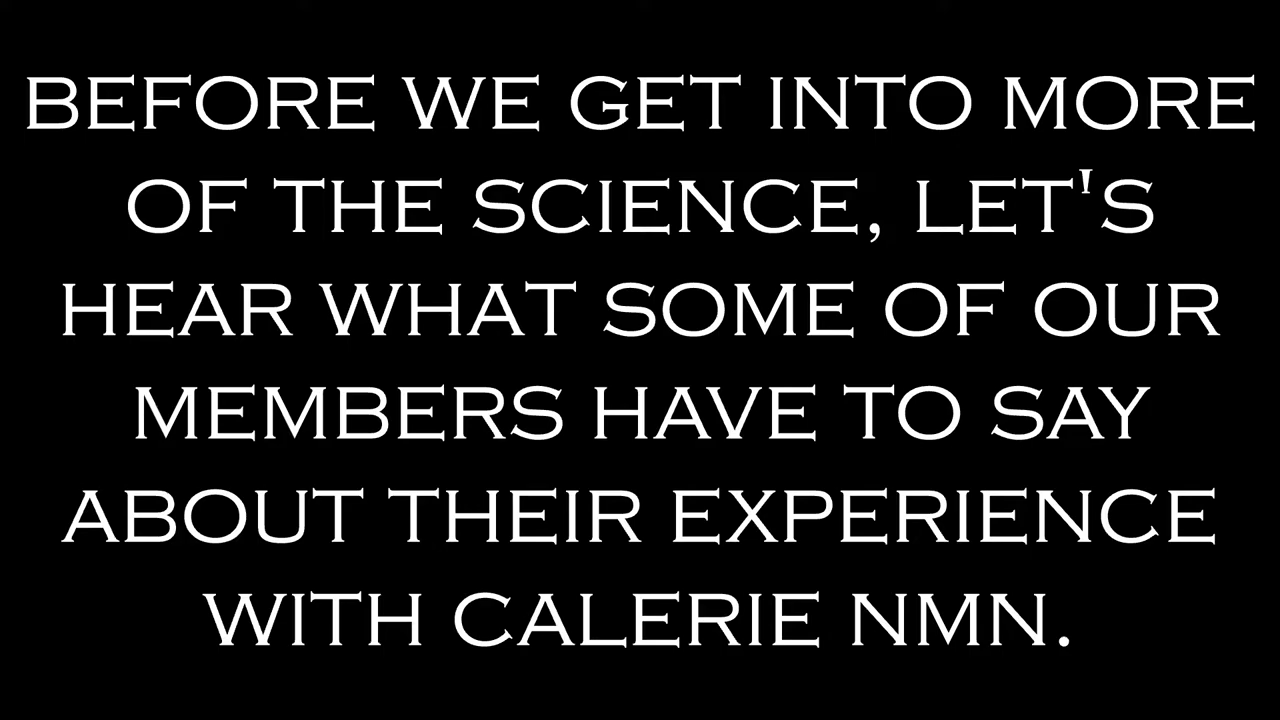 BEFORE WE GET INTO MORE
OF THE SCIENCE, LET'S
HEAR WHAT SOME OF OUR
MEMBERS HAVE TO SAY
ABOUT THEIR EXPERIENCE
WITH CALERIE NMN.